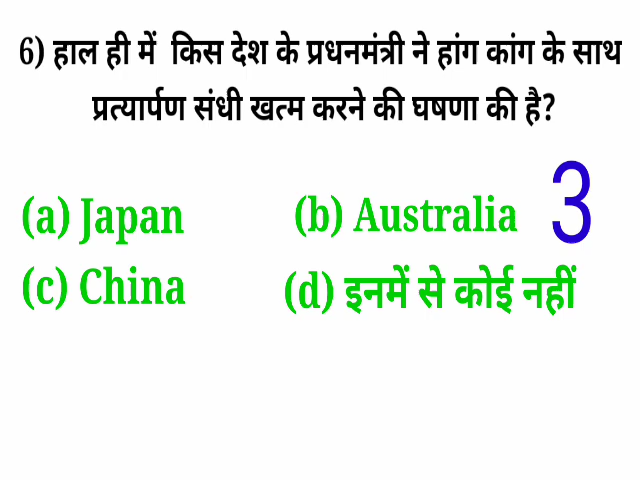 6) हाल ही में किस देश के प्रधनमंत्री ने हांग कांग के साथ
प्रत्यार्पण संधी खत्म करने की घषणा की है?
3
(a) Japan (b) Australia
(c) China (d) इनमें से कोई नहीं